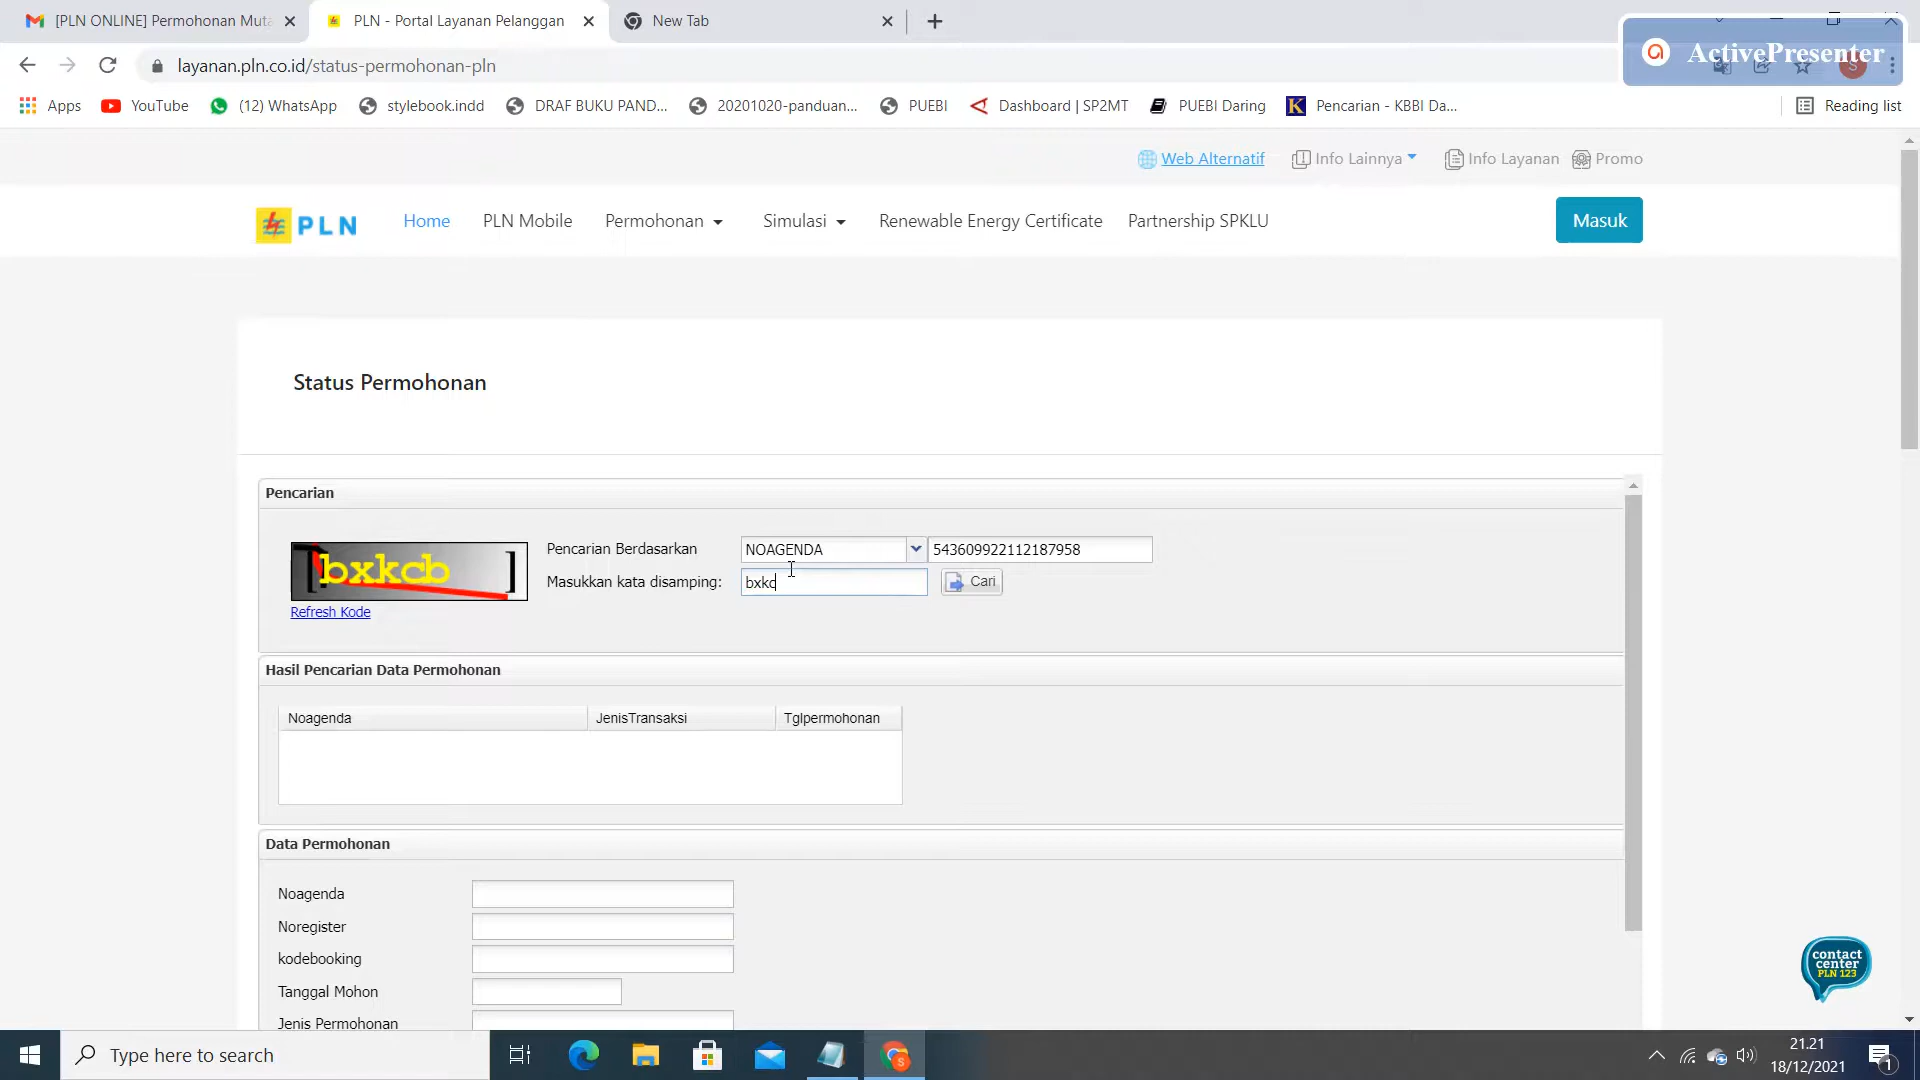 [PLN ONLINE] Permohonan Muta
PLN - Portal Layanan Pelanggan
New Tab
ActivePresenter
layanan.pln.co.id/status-permohonan-pln
Apps
YouTube
(12) WhatsApp
stylebook.indd
DRAF BUKU PAND...
20201020-panduan...
PUEBI
Dashboard | SP2MT
PUEBI Daring
K
Pencarian - KBBI Da...
Reading list
Web Alternatif
Info Lainnya
Info Layanan
Promo
PLN
Home
PLN Mobile
Permohonan
Simulasi
Renewable Energy Certificate
Partnership SPKLU
Masuk
Status Permohonan
Pencarian
[bxkcb ]
Refresh Kode
Pencarian Berdasarkan
NOAGENDA
543609922112187958
Masukkan kata disamping:
bxkc
Cari
Hasil Pencarian Data Permohonan
Noagenda
JenisTransaksi
Tglpermohonan
Data Permohonan
Noagenda
Noregister
kodebooking
Tanggal Mohon
Jenis Permohonan
contact
center
PLN 123
Type here to search
S
21.21
18/12/2021
1